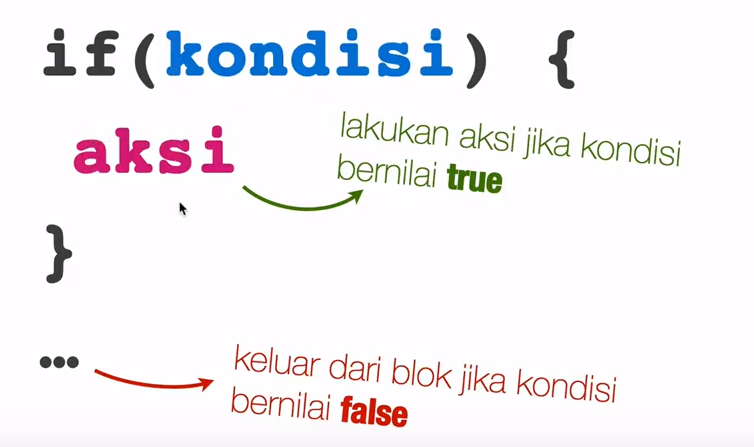 if(kondisi) {
aksi
lakukan aksi jika kondisi
bernilai true
}
...
keluar dari blok jika kondisi
bernilai false